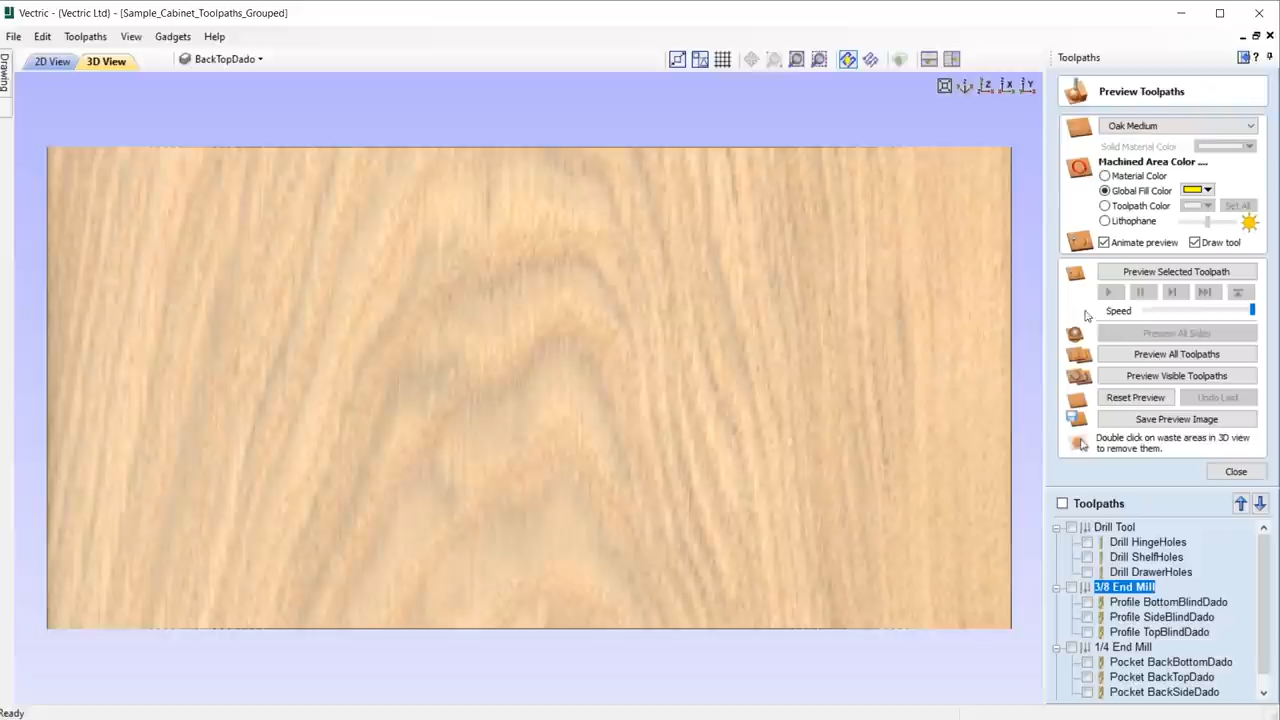 Vectric - {Vectric Ltd} - [Sample_Cabinet_Toolpaths_Grouped]
File Edit Toolpaths View Gadgets Help
Drawing
2D View 3D View BackTopDado
Z X Y
Toolpaths
Preview Toolpaths
Oak Medium
Solid Material Color
Machined Area Color ....
Material Color
Global Fill Color
Toolpath Color Set All
Lithophane
Animate preview Draw tool
Preview Selected Toolpath
Speed
Preview All Sides
Preview All Toolpaths
Preview Visible Toolpaths
Reset Preview Undo Last
Save Preview Image
Double click on waste areas in 3D view
to remove them.
Close
Toolpaths
Drill Tool
Drill HingeHoles
Drill ShelfHoles
Drill DrawerHoles
3/8 End Mill
Profile BottomBlindDado
Profile SideBlindDado
Profile TopBlindDado
1/4 End Mill
Pocket BackBottomDado
Pocket BackTopDado
Pocket BackSideDado
Ready